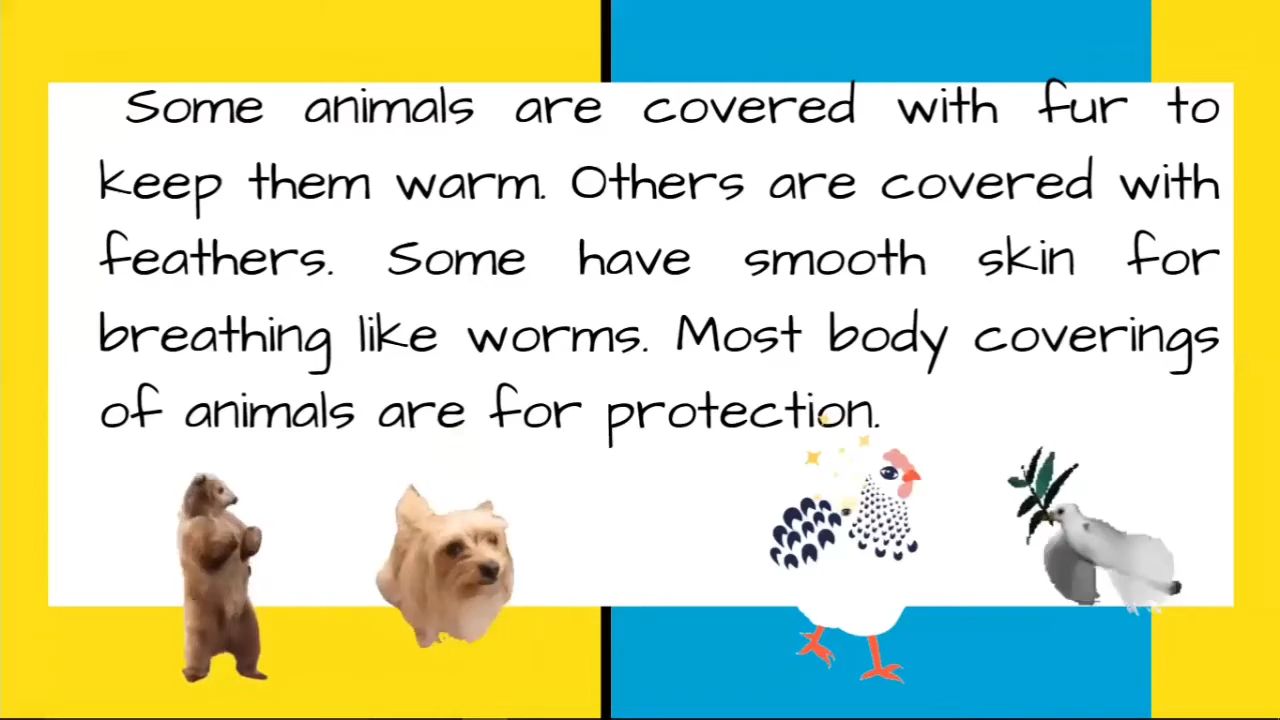 Some animals are covered with fur to
keep them warm. Others are covered with
feathers. Some have smooth skin for
breathing like worms. Most body coverings
of animals are for protection.